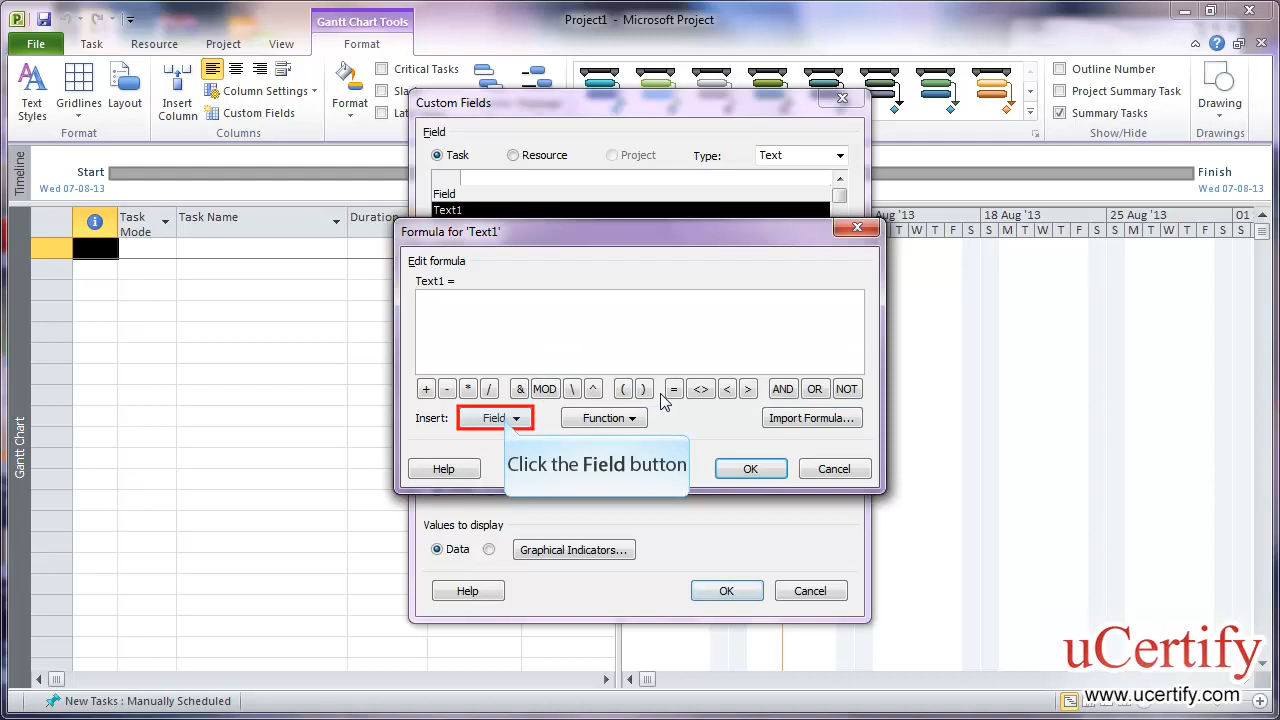 Project1 - Microsoft Project
Gantt Chart Tools
File
Task
Resource
Project
View
Format
Text Styles
Gridlines
Layout
Format
Insert Column
Column Settings
Custom Fields
Columns
Format
Critical Tasks
Outline Number
Project Summary Task
Summary Tasks
Show/Hide
Drawing
Drawings
Timeline
Start
Wed 07-08-13
Finish
Wed 07-08-13
Gantt Chart
Task Mode
Task Name
Duration
Aug '13
18 Aug '13
25 Aug '13
01
T W T F S S M T W T F S S M T W T F S S
Custom Fields
Field
Task
Resource
Project
Type:
Text
Field
Text1
Formula for 'Text1'
Edit formula
Text1 =
+ - * / & MOD \ ^ ( ) = <> < > AND OR NOT
Insert:
Field
Function
Import Formula...
Click the Field button
Help
OK
Cancel
Values to display
Data
Graphical Indicators...
Help
OK
Cancel
New Tasks : Manually Scheduled
uCertify
www.ucertify.com